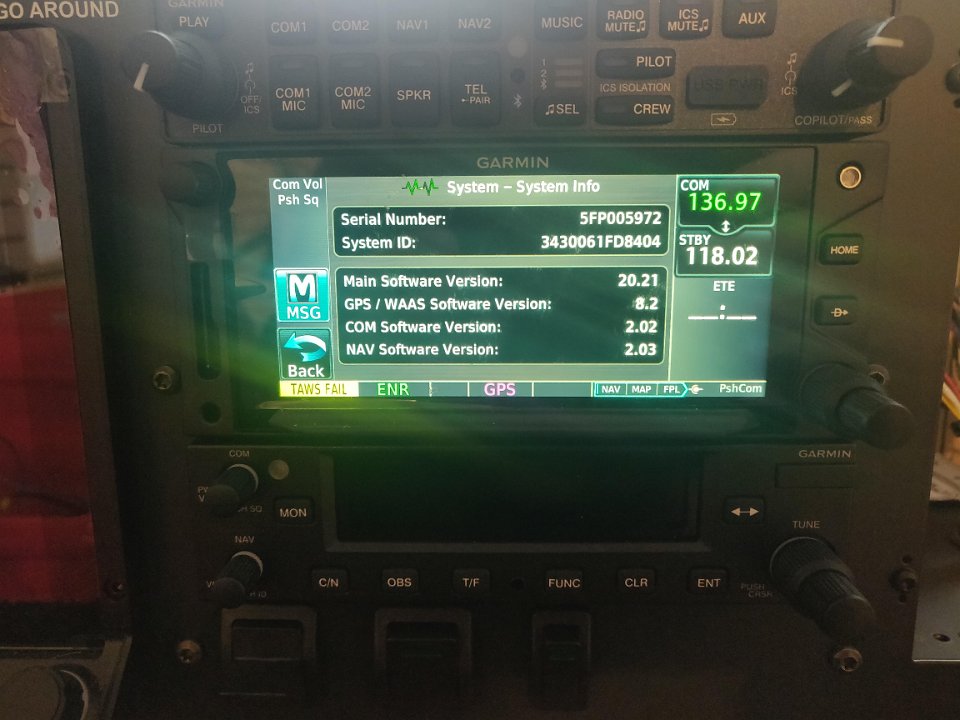 GO AROUND
GARMIN
PLAY
COM1 COM2 NAV1 NAV2 MUSIC RADIO MUTE♫ ICS MUTE♫ AUX
PILOT
1
2
OFF/ICS
COM1 MIC COM2 MIC SPKR TEL ←PAIR
ICS ISOLATION
ICS
♫SEL CREW
PILOT
COPILOT/PASS
GARMIN
Com Vol
Psh Sq
System – System Info
COM
136.97
Serial Number: 5FP005972
System ID: 3430061FD8404
STBY
118.02
HOME
M
MSG
Main Software Version: 20.21
GPS / WAAS Software Version: 8.2
COM Software Version: 2.02
NAV Software Version: 2.03
ETE
__:__
D
Back
TAWS FAIL ENR GPS NAV MAP FPL PshCom
COM
GARMIN
MON
TUNE
NAV
C/N OBS T/F FUNC CLR ENT
PUSH
CRSR